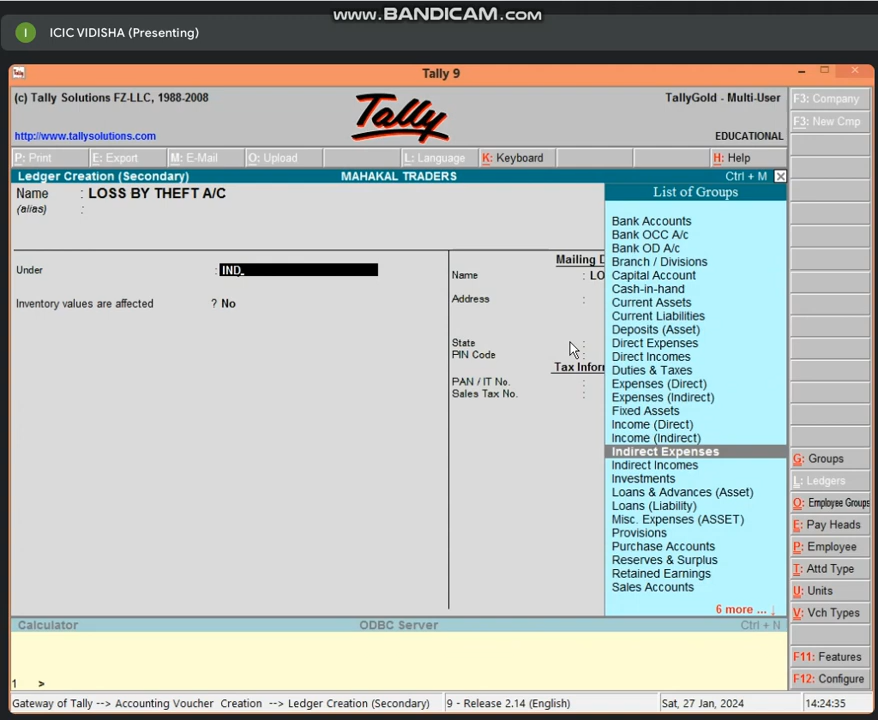 www.BANDICAM.com
I ICIC VIDISHA (Presenting)
Tally Tally 9
(c) Tally Solutions FZ-LLC, 1988-2008
http://www.tallysolutions.com
Tally
TallyGold - Multi-User
EDUCATIONAL
F3: Company
F3: New Cmp
P: Print E: Export M: E-Mail O: Upload L: Language K: Keyboard H: Help
Ledger Creation (Secondary) MAHAKAL TRADERS Ctrl + M
Name : LOSS BY THEFT A/C
(alias) :
Under : IND_
Inventory values are affected ? No
Mailing D
Name : LO
Address :
State :
PIN Code :
Tax Infor
PAN / IT No. :
Sales Tax No. :
List of Groups
Bank Accounts
Bank OCC A/c
Bank OD A/c
Branch / Divisions
Capital Account
Cash-in-hand
Current Assets
Current Liabilities
Deposits (Asset)
Direct Expenses
Direct Incomes
Duties & Taxes
Expenses (Direct)
Expenses (Indirect)
Fixed Assets
Income (Direct)
Income (Indirect)
Indirect Expenses
Indirect Incomes
Investments
Loans & Advances (Asset)
Loans (Liability)
Misc. Expenses (ASSET)
Provisions
Purchase Accounts
Reserves & Surplus
Retained Earnings
Sales Accounts
6 more ... ↓
G: Groups
L: Ledgers
O: Employee Groups
E: Pay Heads
P: Employee
T: Attd Type
U: Units
V: Vch Types
F11: Features
F12: Configure
Calculator ODBC Server Ctrl + N
1 >
Gateway of Tally --> Accounting Voucher Creation --> Ledger Creation (Secondary) 9 - Release 2.14 (English) Sat, 27 Jan, 2024 14:24:35